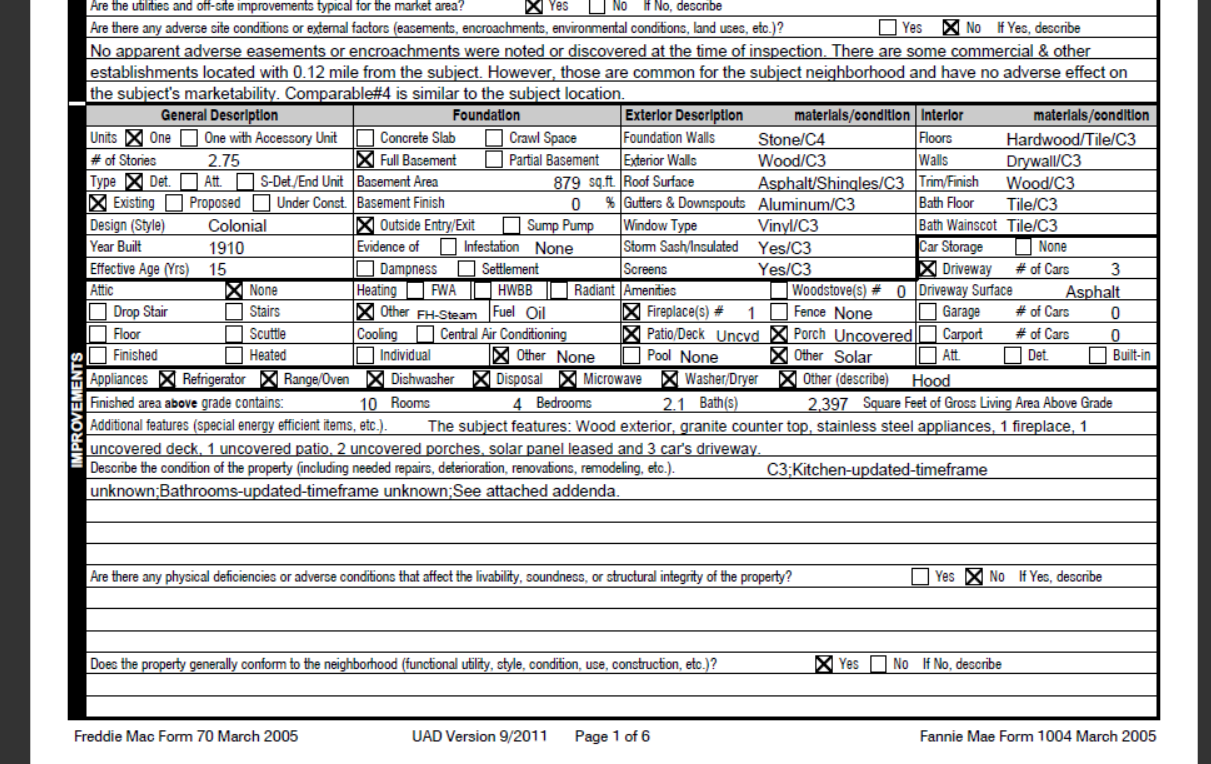 Are the utilities and off-site improvements typical for the market area? Yes No If No, describe
Are there any adverse site conditions or external factors (easements, encroachments, environmental conditions, land uses, etc.)? Yes No If Yes, describe
No apparent adverse easements or encroachments were noted or discovered at the time of inspection. There are some commercial & other
establishments located with 0.12 mile from the subject. However, those are common for the subject neighborhood and have no adverse effect on
the subject's marketability. Comparable#4 is similar to the subject location.
General Description Foundation Exterior Description materials/condition Interior materials/condition
Units One One with Accessory Unit Concrete Slab Crawl Space Foundation Walls Stone/C4 Floors Hardwood/Tile/C3
# of Stories 2.75 Full Basement Partial Basement Exterior Walls Wood/C3 Walls Drywall/C3
Type Det. Att. S-Det./End Unit Basement Area 879 sq.ft. Roof Surface Asphalt/Shingles/C3 Trim/Finish Wood/C3
Existing Proposed Under Const. Basement Finish 0 % Gutters & Downspouts Aluminum/C3 Bath Floor Tile/C3
Design (Style) Colonial Outside Entry/Exit Sump Pump Window Type Vinyl/C3 Bath Wainscot Tile/C3
Year Built 1910 Evidence of Infestation None Storm Sash/Insulated Yes/C3 Car Storage None
Effective Age (Yrs) 15 Dampness Settlement Screens Yes/C3 Driveway # of Cars 3
Attic None Heating FWA HWBB Radiant Amenities Woodstove(s) # 0 Driveway Surface Asphalt
Drop Stair Stairs Other FH-Steam Fuel Oil Fireplace(s) # 1 Fence None Garage # of Cars 0
Floor Scuttle Cooling Central Air Conditioning Patio/Deck Uncvd Porch Uncovered Carport # of Cars 0
Finished Heated Individual Other None Pool None Other Solar Att. Det. Built-in
IMPROVEMENTS
Appliances Refrigerator Range/Oven Dishwasher Disposal Microwave Washer/Dryer Other (describe) Hood
Finished area above grade contains: 10 Rooms 4 Bedrooms 2.1 Bath(s) 2,397 Square Feet of Gross Living Area Above Grade
Additional features (special energy efficient items, etc.). The subject features: Wood exterior, granite counter top, stainless steel appliances, 1 fireplace, 1
uncovered deck, 1 uncovered patio, 2 uncovered porches, solar panel leased and 3 car's driveway.
Describe the condition of the property (including needed repairs, deterioration, renovations, remodeling, etc.). C3;Kitchen-updated-timeframe
unknown;Bathrooms-updated-timeframe unknown;See attached addenda.
Are there any physical deficiencies or adverse conditions that affect the livability, soundness, or structural integrity of the property? Yes No If Yes, describe
Does the property generally conform to the neighborhood (functional utility, style, condition, use, construction, etc.)? Yes No If No, describe
Freddie Mac Form 70 March 2005 UAD Version 9/2011 Page 1 of 6 Fannie Mae Form 1004 March 2005